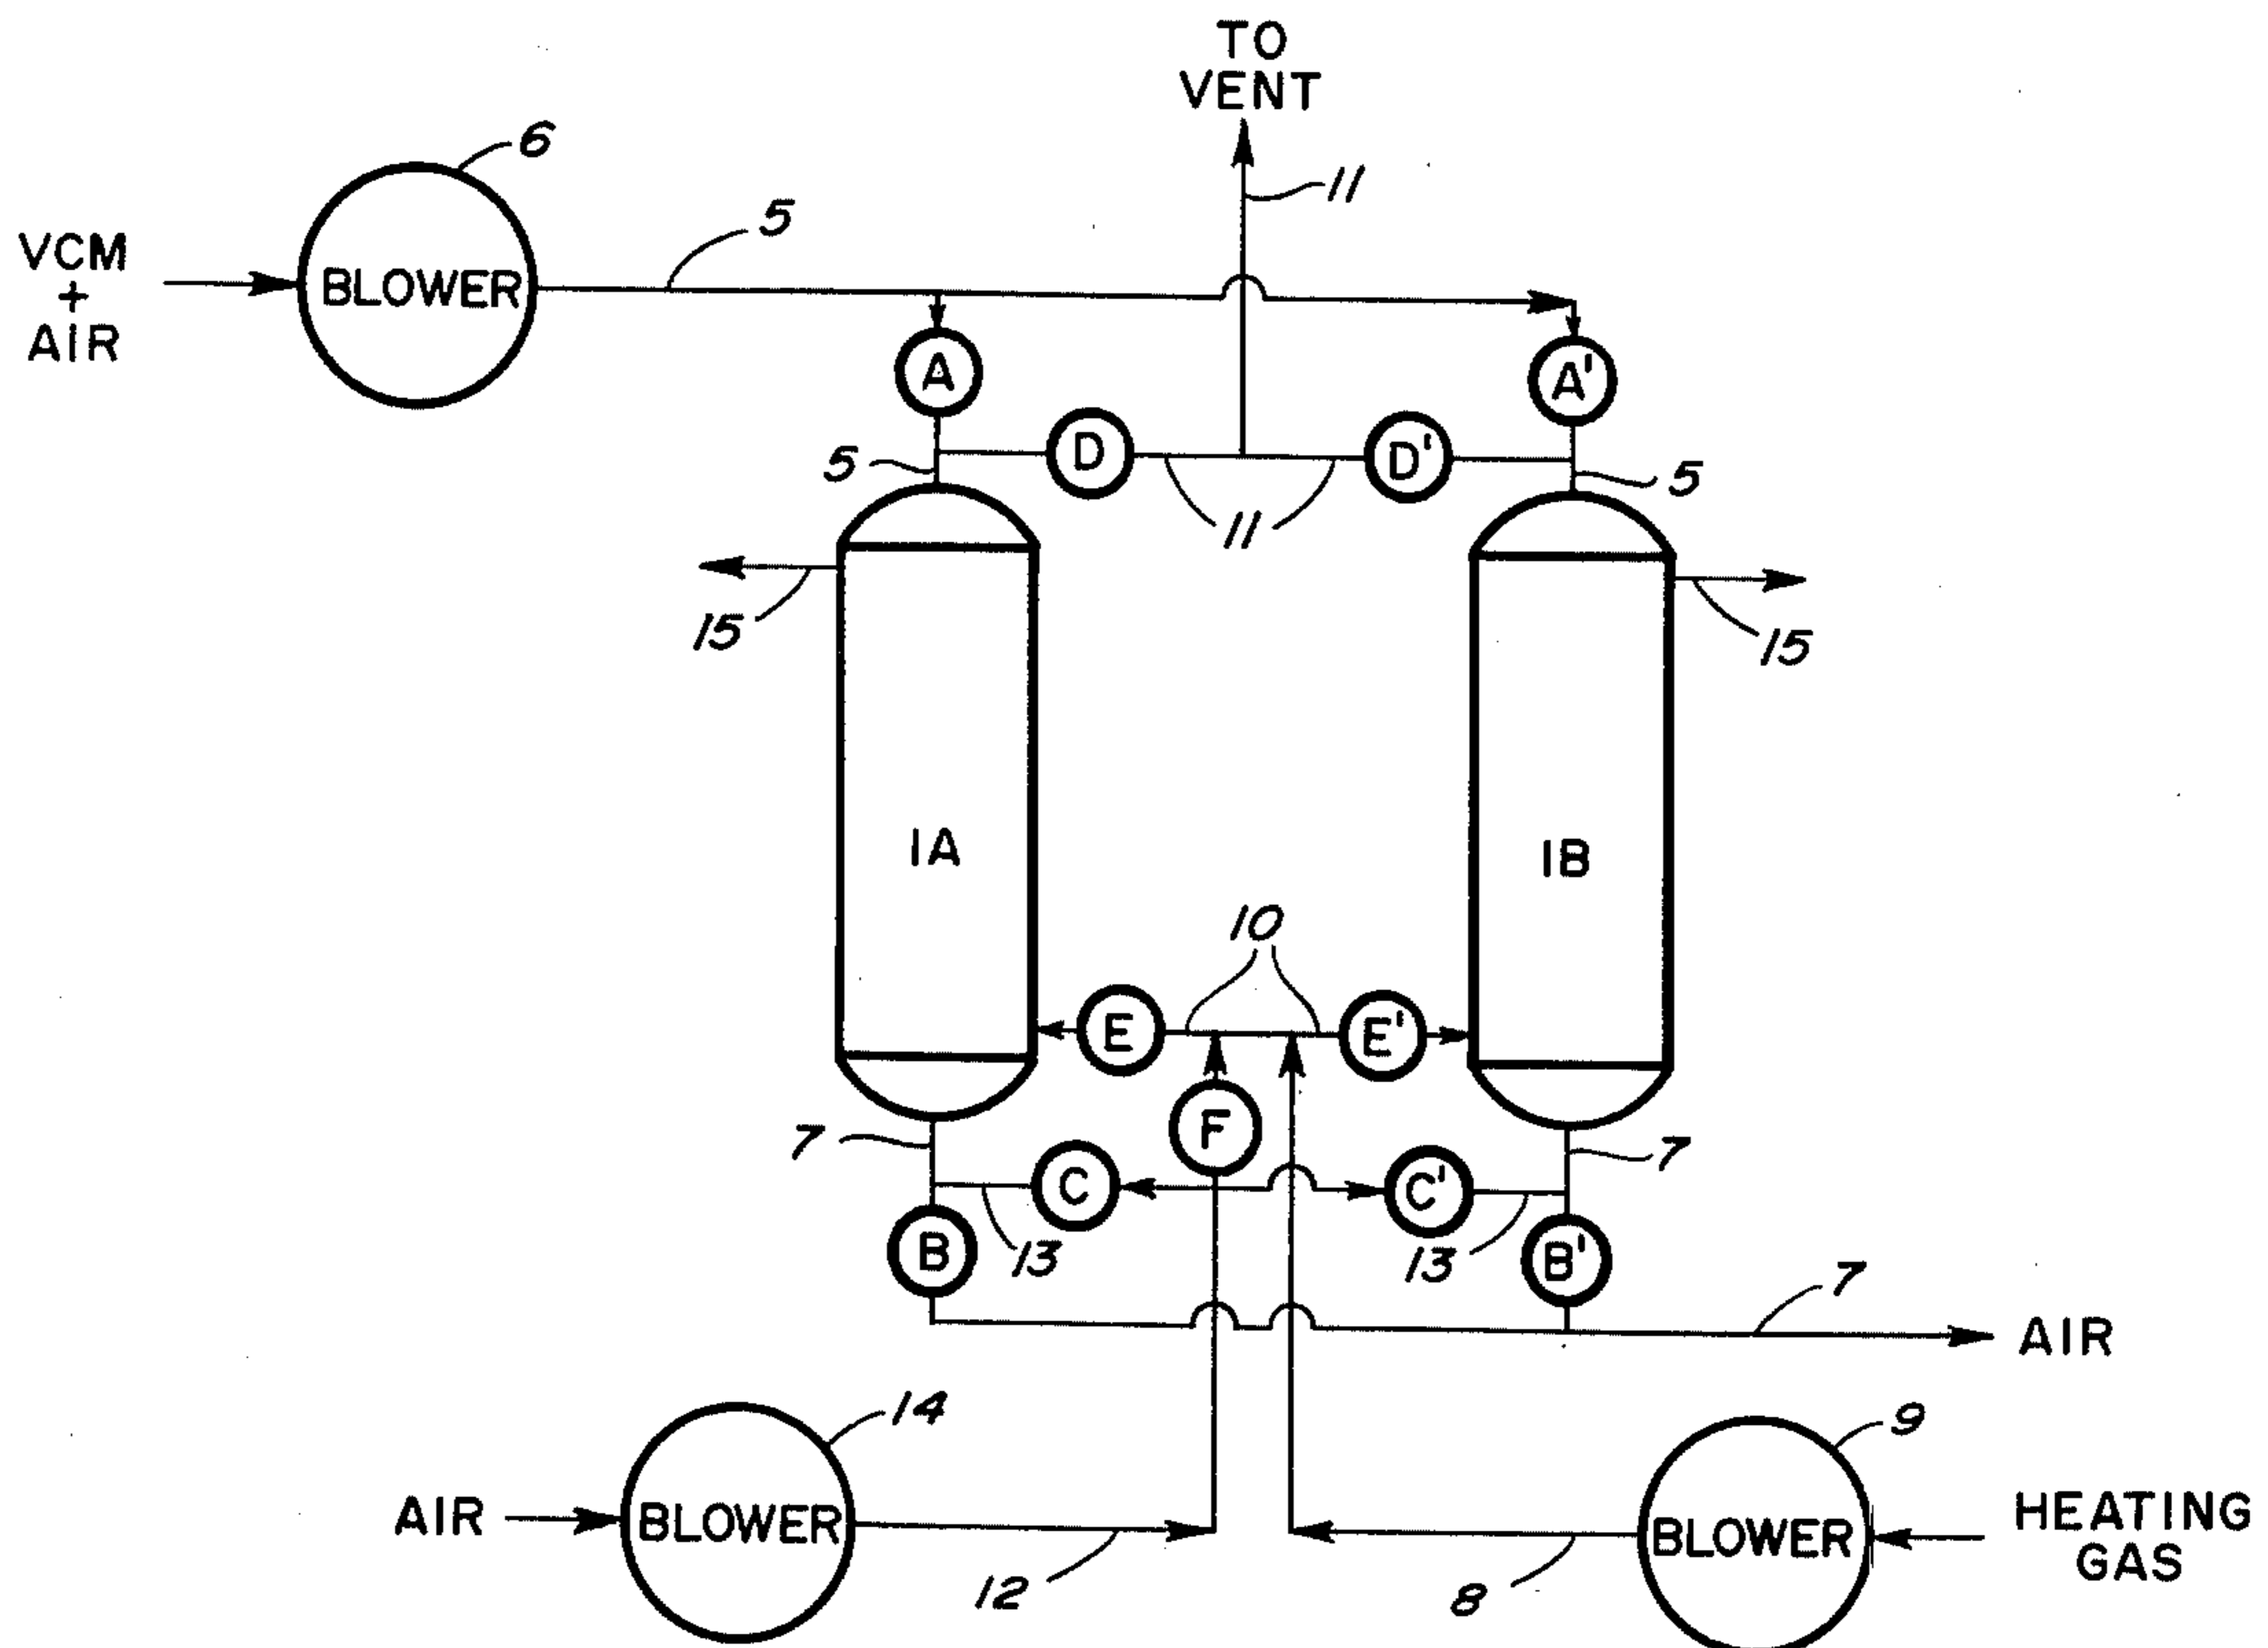 TO
VENT
6
11
5
VCM
+
AIR
BLOWER
A
A'
D
D'
5
5
11
15
15
1A
1B
10
E
E'
F
7
7
C
C'
B
13
13
B'
7
AIR
14
9
AIR
BLOWER
BLOWER
HEATING
GAS
12
8